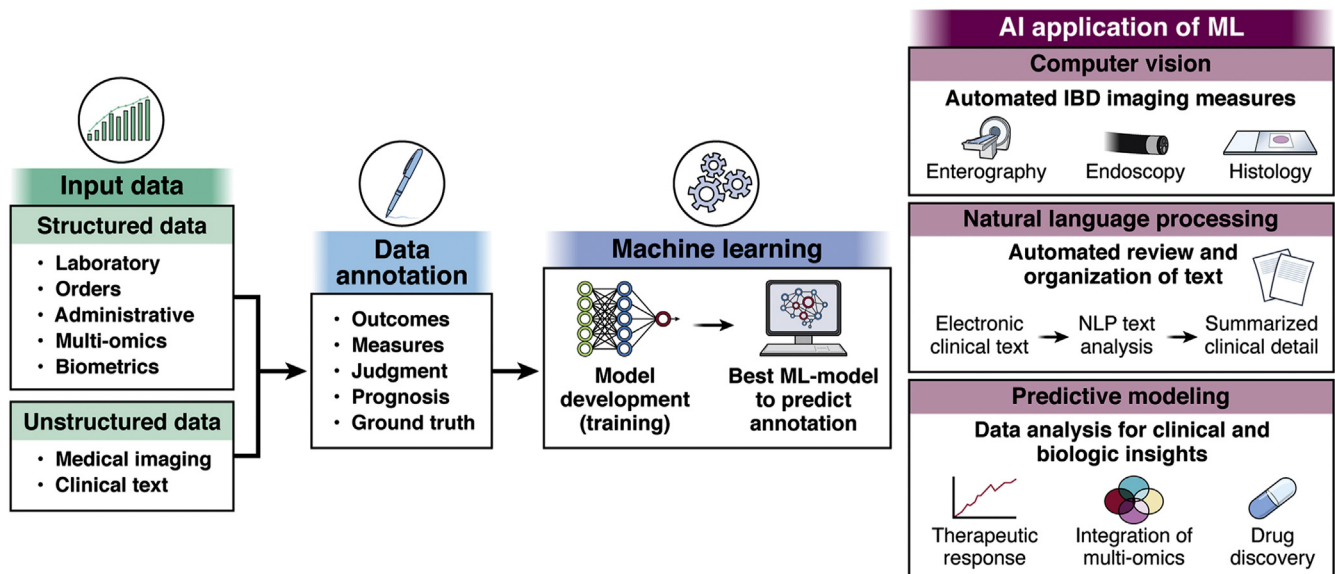 Input data
Structured data
• Laboratory
• Orders
• Administrative
• Multi-omics
• Biometrics
Unstructured data
• Medical imaging
• Clinical text
Data
annotation
• Outcomes
• Measures
• Judgment
• Prognosis
• Ground truth
Machine learning
Model
development
(training)
Best ML-model
to predict
annotation
AI application of ML
Computer vision
Automated IBD imaging measures
Enterography
Endoscopy
Histology
Natural language processing
Automated review and
organization of text
Electronic
clinical text
NLP text
analysis
Summarized
clinical detail
Predictive modeling
Data analysis for clinical and
biologic insights
Therapeutic
response
Integration of
multi-omics
Drug
discovery